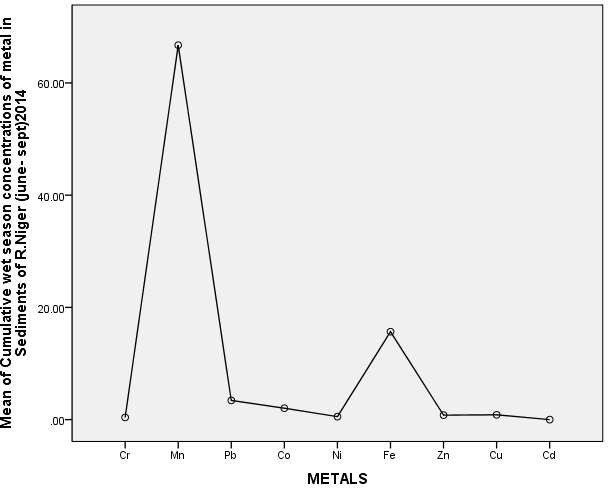 Mean of Cumulative wet season concentrations of metal in
Sediments of R.Niger (june- sept)2014
60.00
40.00
20.00
.00
Cr Mn Pb Co Ni Fe Zn Cu Cd
METALS